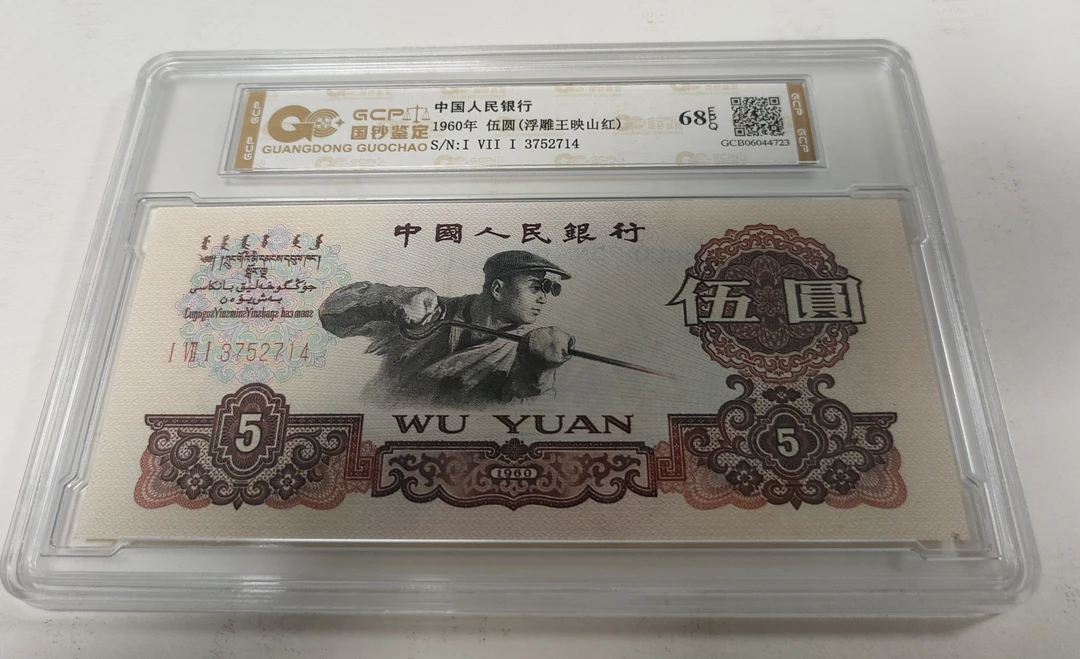 GCP
国钞鉴定
GUANGDONG GUOCHAO
中国人民银行
1960年 伍圆(浮雕王映山红)
S/N:I VII I 3752714
68 EBQ
GCB06044723
中國人民銀行
伍圓
I VII I 3752714
WU YUAN
5
1960
5